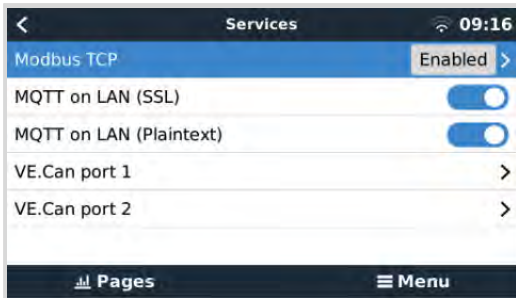 Services 09:16
Modbus TCP Enabled
MQTT on LAN (SSL)
MQTT on LAN (Plaintext)
VE.Can port 1
VE.Can port 2
Pages Menu